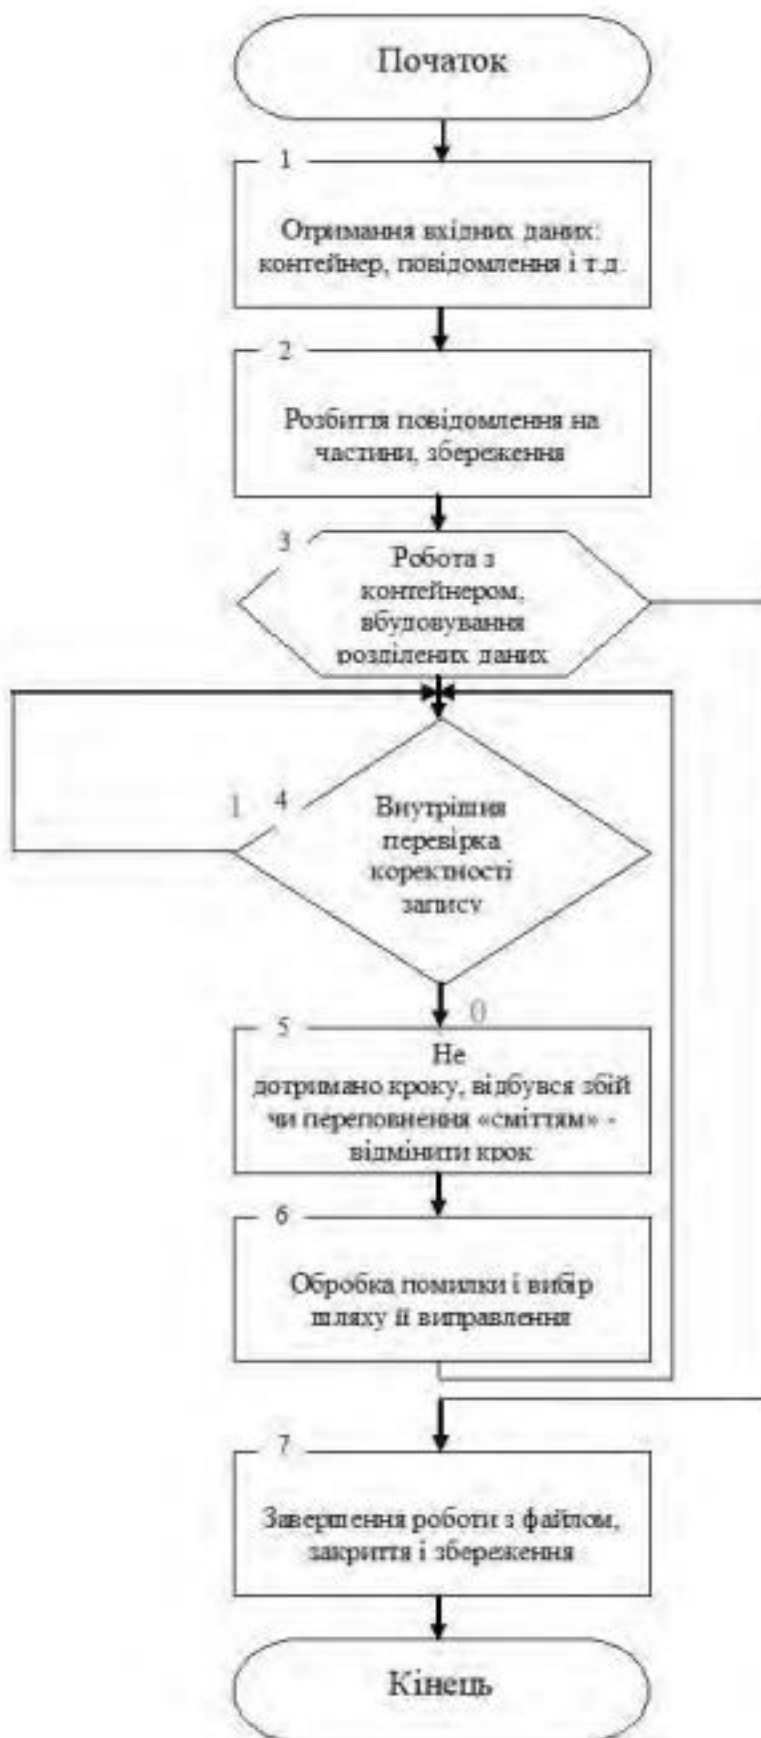 Початок
1
Отримання вхідних даних:
контейнер, повідомлення і т.д.
2
Розбиття повідомлення на
частини, збереження
3
Робота з
контейнером,
вбудовування
розділених даних
1 4
Внутрішня
перевірка
коректності
запису
0
5
Не
дотримано кроку, відбувся збій
чи переповнення «сміттям» -
відмінити крок
6
Обробка помилки і вибір
шляху її виправлення
7
Завершення роботи з файлом,
закриття і збереження
Кінець